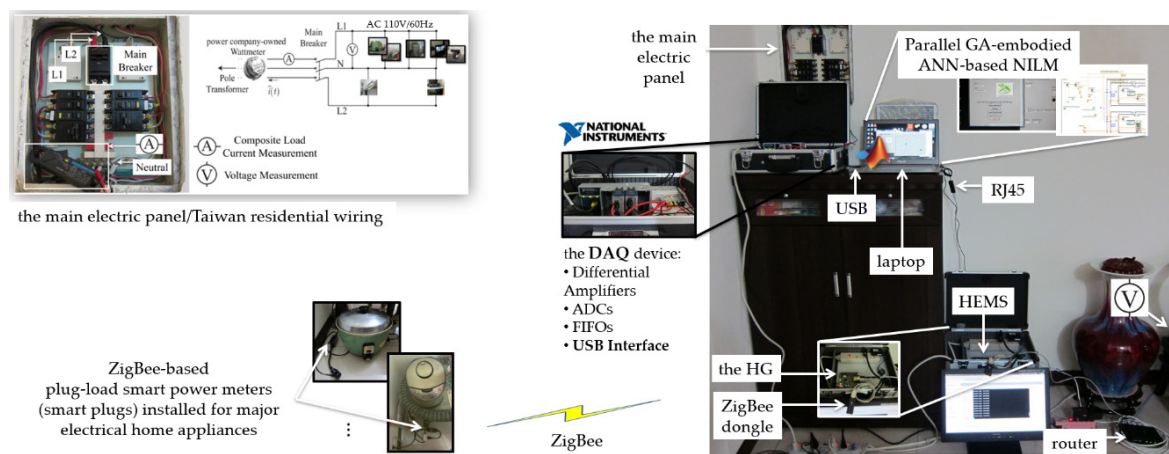 L2
L1
Main
Breaker
A
Neutral
AC 110V/60Hz
L1
power company-owned
Wattmeter
Main
Breaker
A
V
N
Pole
Transformer
i(t)
L2
A
Composite Load
Current Measurement
V
Voltage Measurement
the main electric panel/Taiwan residential wiring
ZigBee-based
plug-load smart power meters
(smart plugs) installed for major
electrical home appliances
⋮
ZigBee
NATIONAL
INSTRUMENTS
the DAQ device:
• Differential
Amplifiers
• ADCs
• FIFOs
• USB Interface
the main
electric
panel
Parallel GA-embodied
ANN-based NILM
USB
RJ45
laptop
HEMS
V
the HG
ZigBee
dongle
router